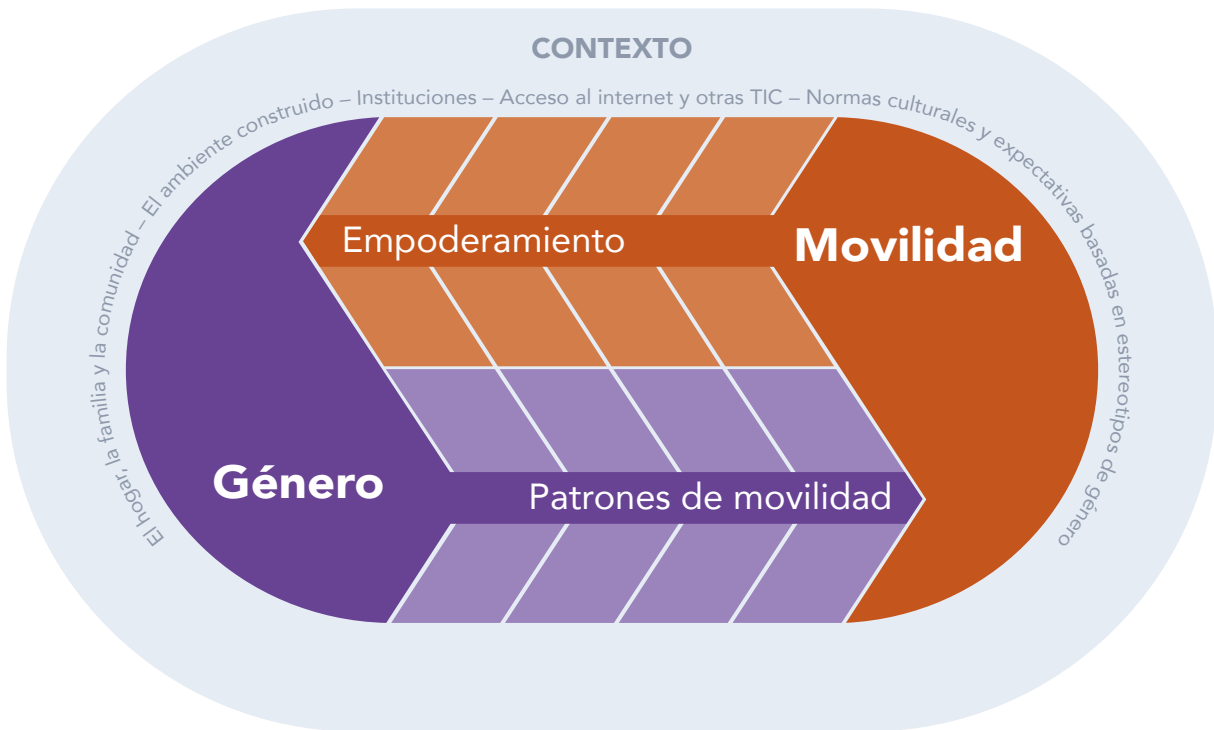 CONTEXTO
El hogar, la familia y la comunidad – El ambiente construido – Instituciones – Acceso al internet y otras TIC – Normas culturales y expectativas basadas en estereotipos de género
Empoderamiento
Movilidad
Género
Patrones de movilidad